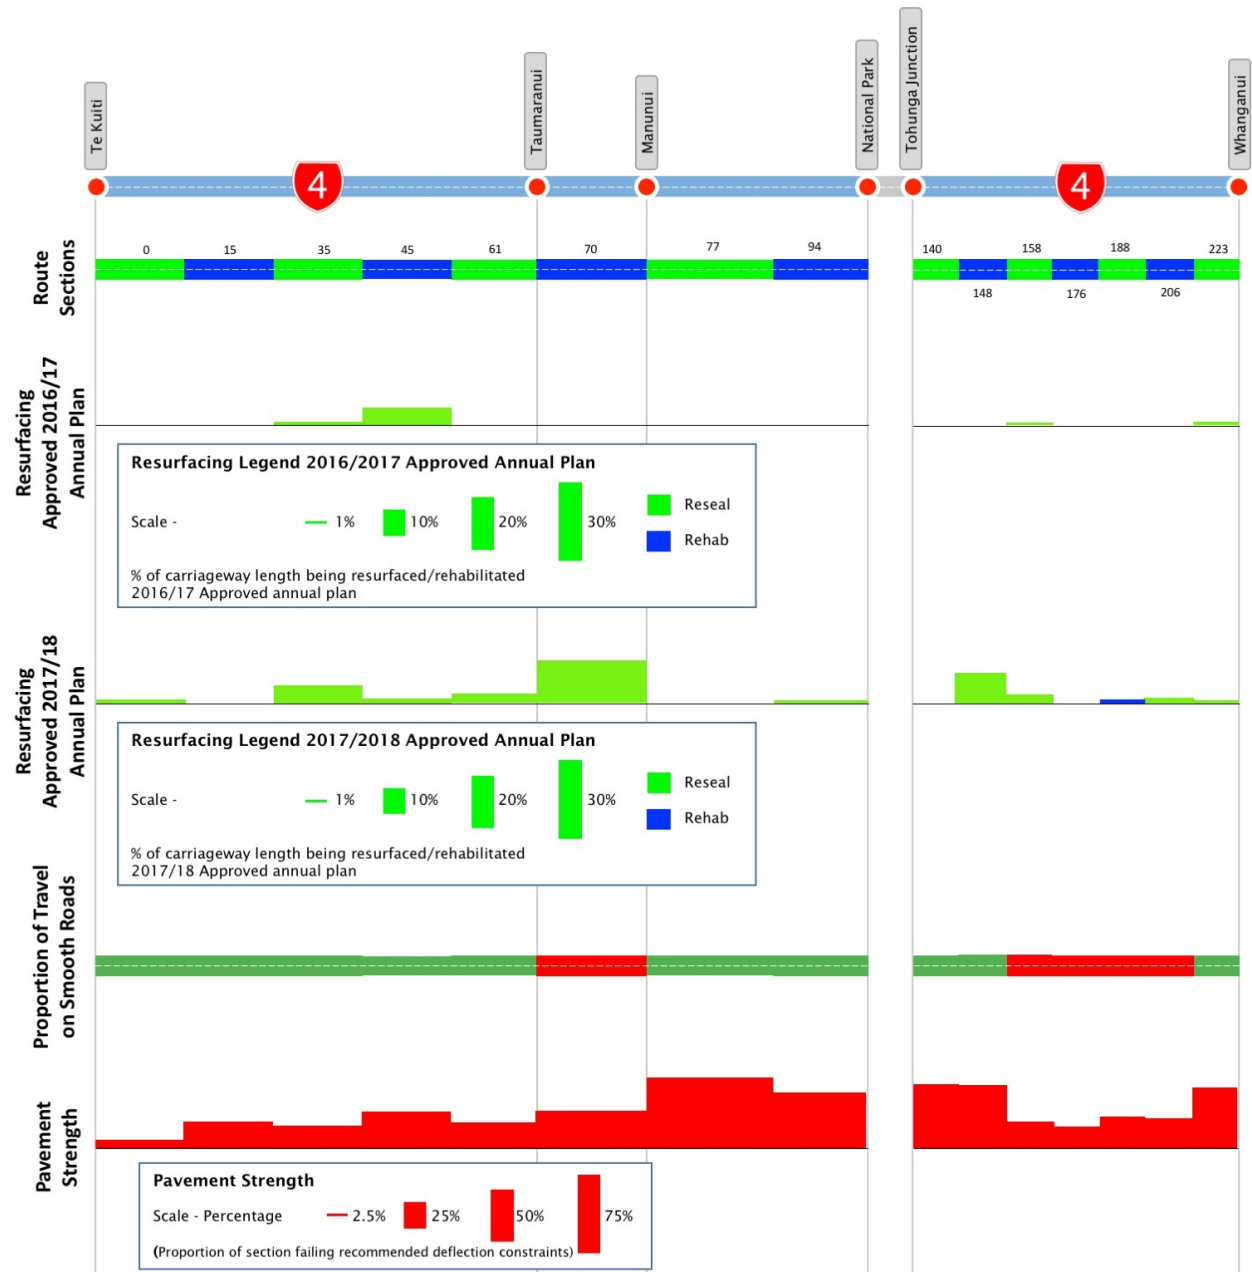 Te Kuiti
Taumaranui
Manunui
National Park
Tohunga Junction
Whanganui
4
4
Route
Sections
0 15 35 45 61 70 77 94 140 158 188 223
148 176 206
Resurfacing
Approved 2016/17
Annual Plan
Resurfacing Legend 2016/2017 Approved Annual Plan
Scale - 1% 10% 20% 30%
Reseal
Rehab
% of carriageway length being resurfaced/rehabilitated
2016/17 Approved annual plan
Resurfacing
Approved 2017/18
Annual Plan
Resurfacing Legend 2017/2018 Approved Annual Plan
Scale - 1% 10% 20% 30%
Reseal
Rehab
% of carriageway length being resurfaced/rehabilitated
2017/18 Approved annual plan
Proportion of Travel
on Smooth Roads
Pavement
Strength
Pavement Strength
Scale - Percentage 2.5% 25% 50% 75%
(Proportion of section failing recommended deflection constraints)